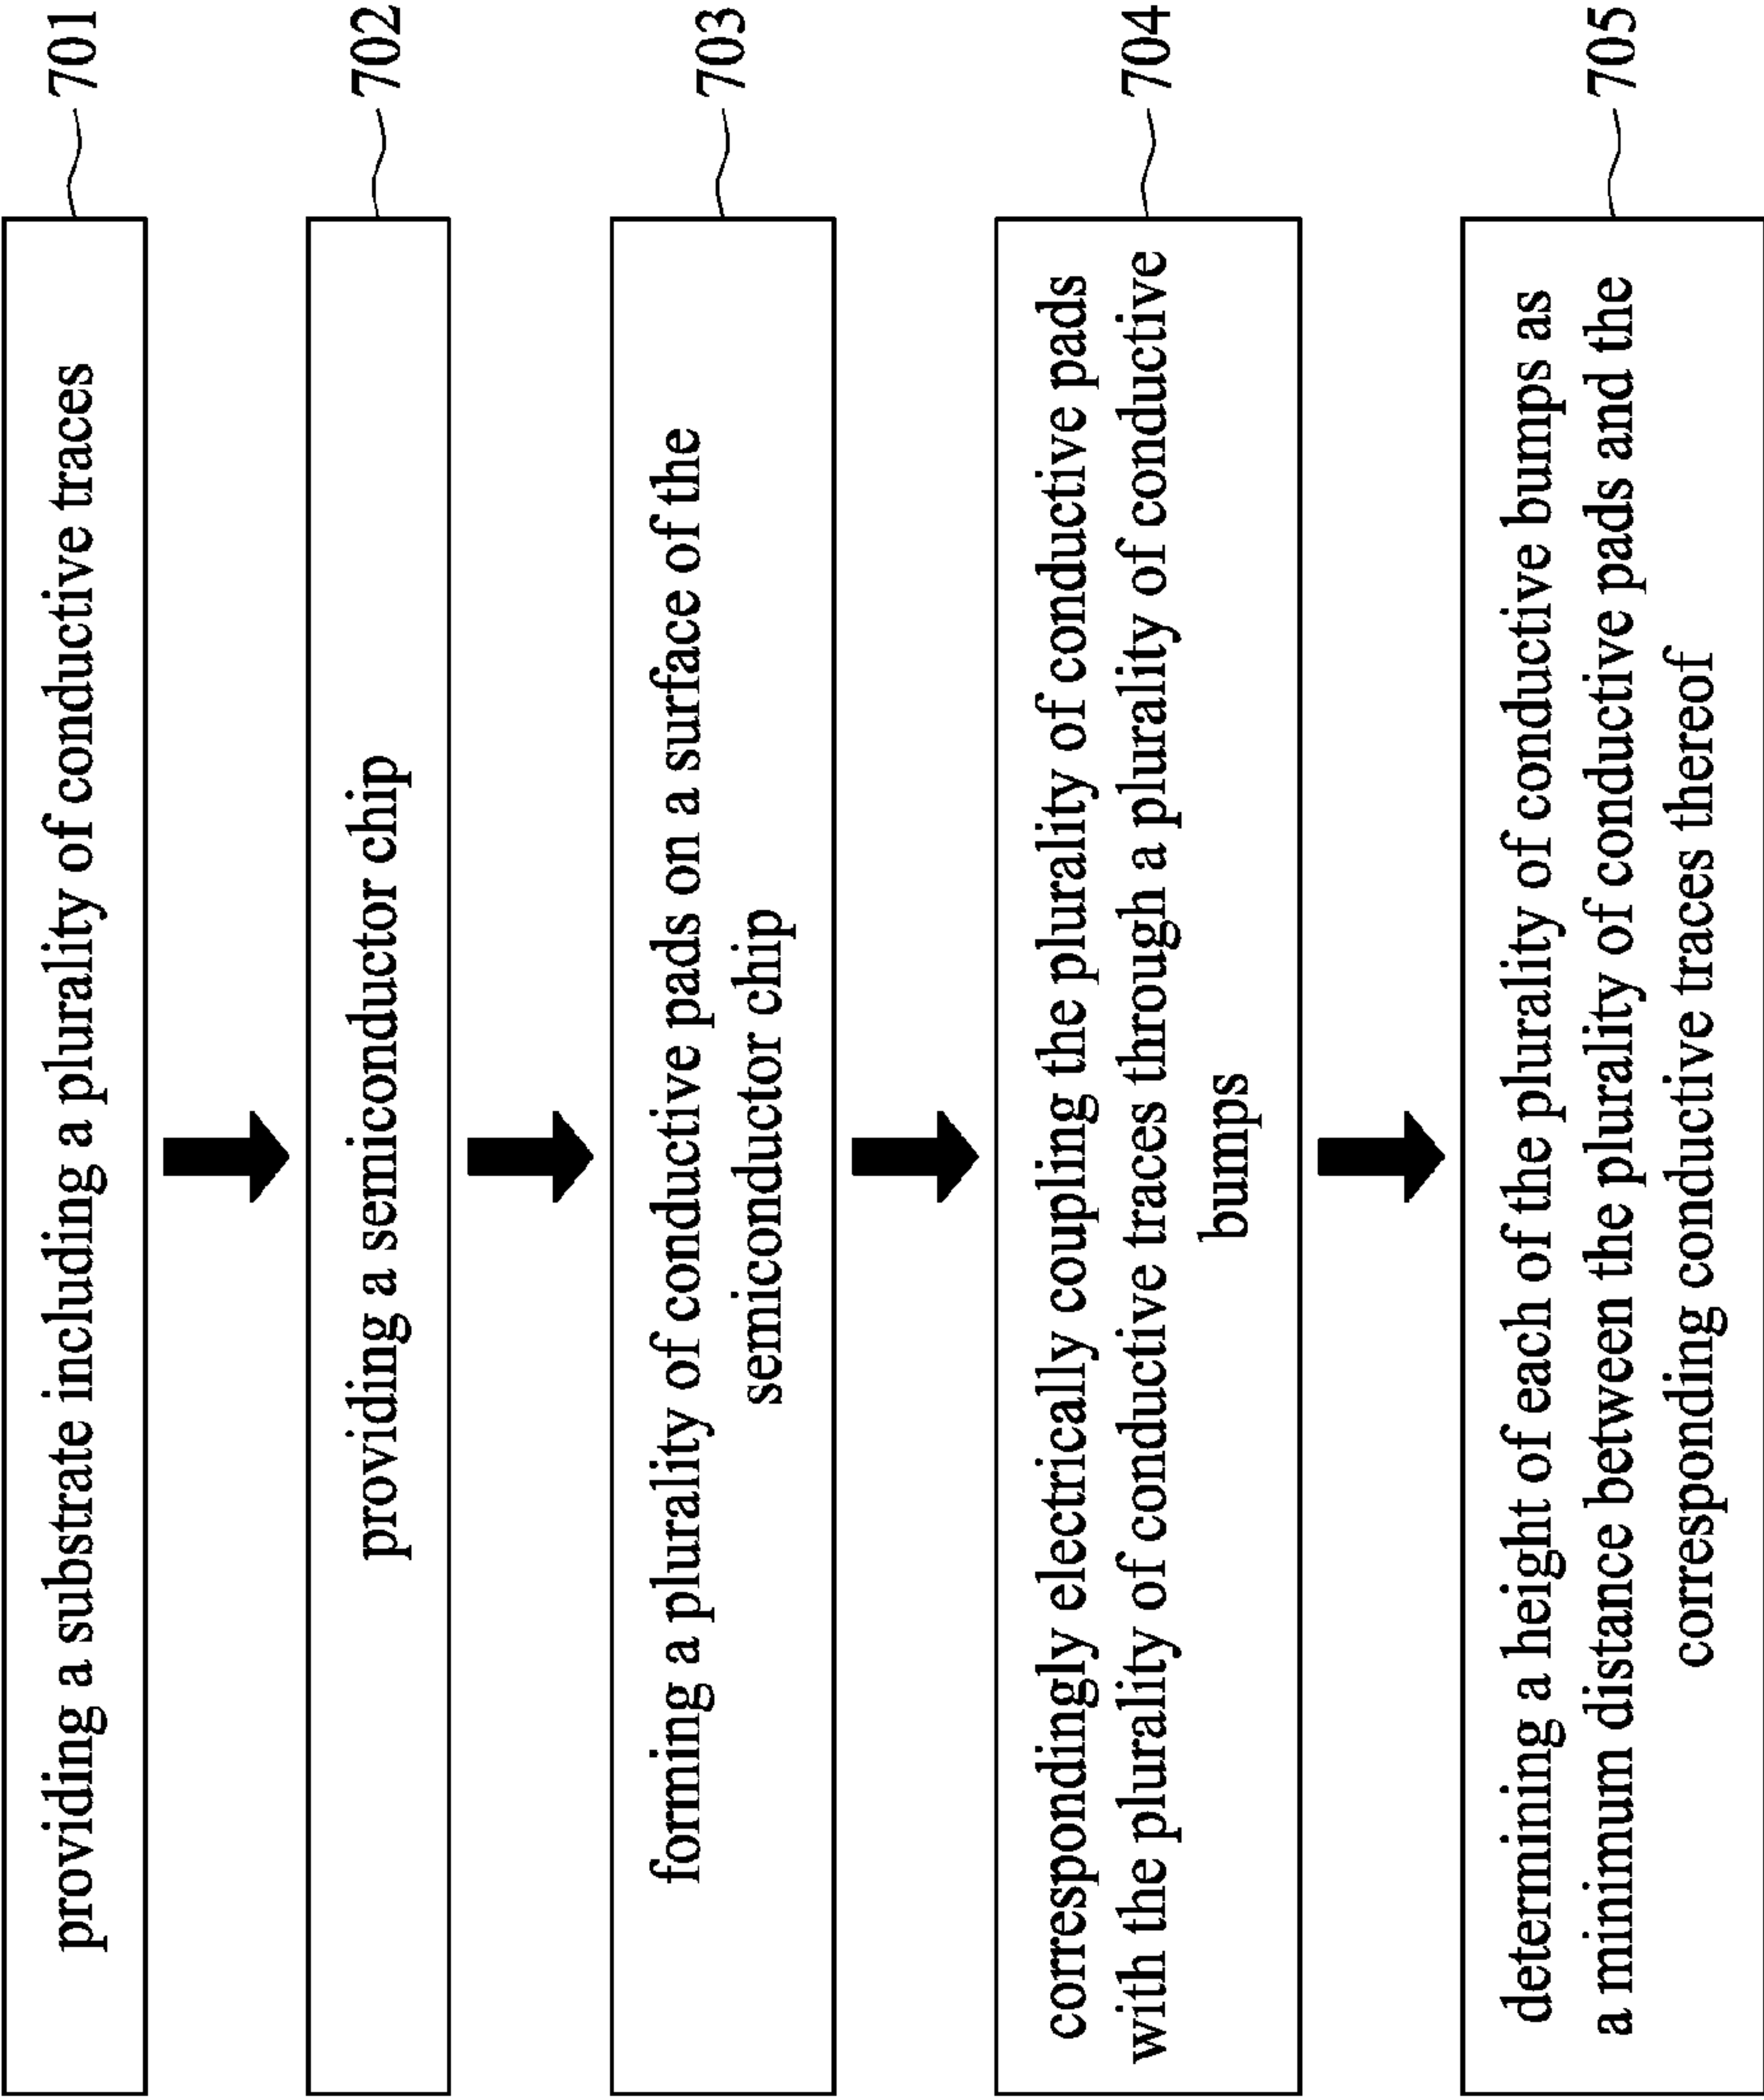 providing a substrate including a plurality of conductive traces
701
providing a semiconductor chip
702
forming a plurality of conductive pads on a surface of the
semiconductor chip
703
correspondingly electrically coupling the plurality of conductive pads
with the plurality of conductive traces through a plurality of conductive
bumps
704
determining a height of each of the plurality of conductive bumps as
a minimum distance between the plurality of conductive pads and the
corresponding conductive traces thereof
705